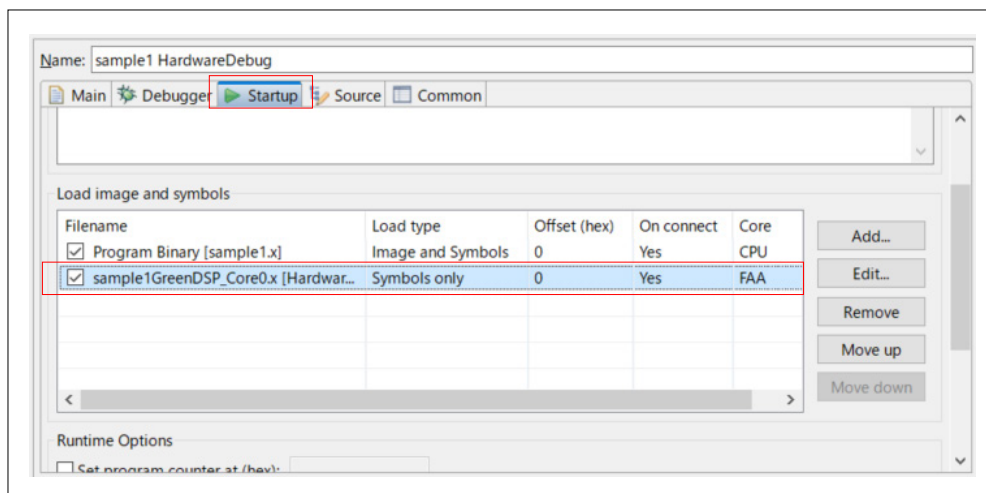 Name: sample1 HardwareDebug
Main Debugger Startup Source Common
Load image and symbols
Filename Load type Offset (hex) On connect Core
Program Binary [sample1.x] Image and Symbols 0 Yes CPU
sample1GreenDSP_Core0.x [Hardwar... Symbols only 0 Yes FAA
Add...
Edit...
Remove
Move up
Move down
Runtime Options
Set program counter at (hex):